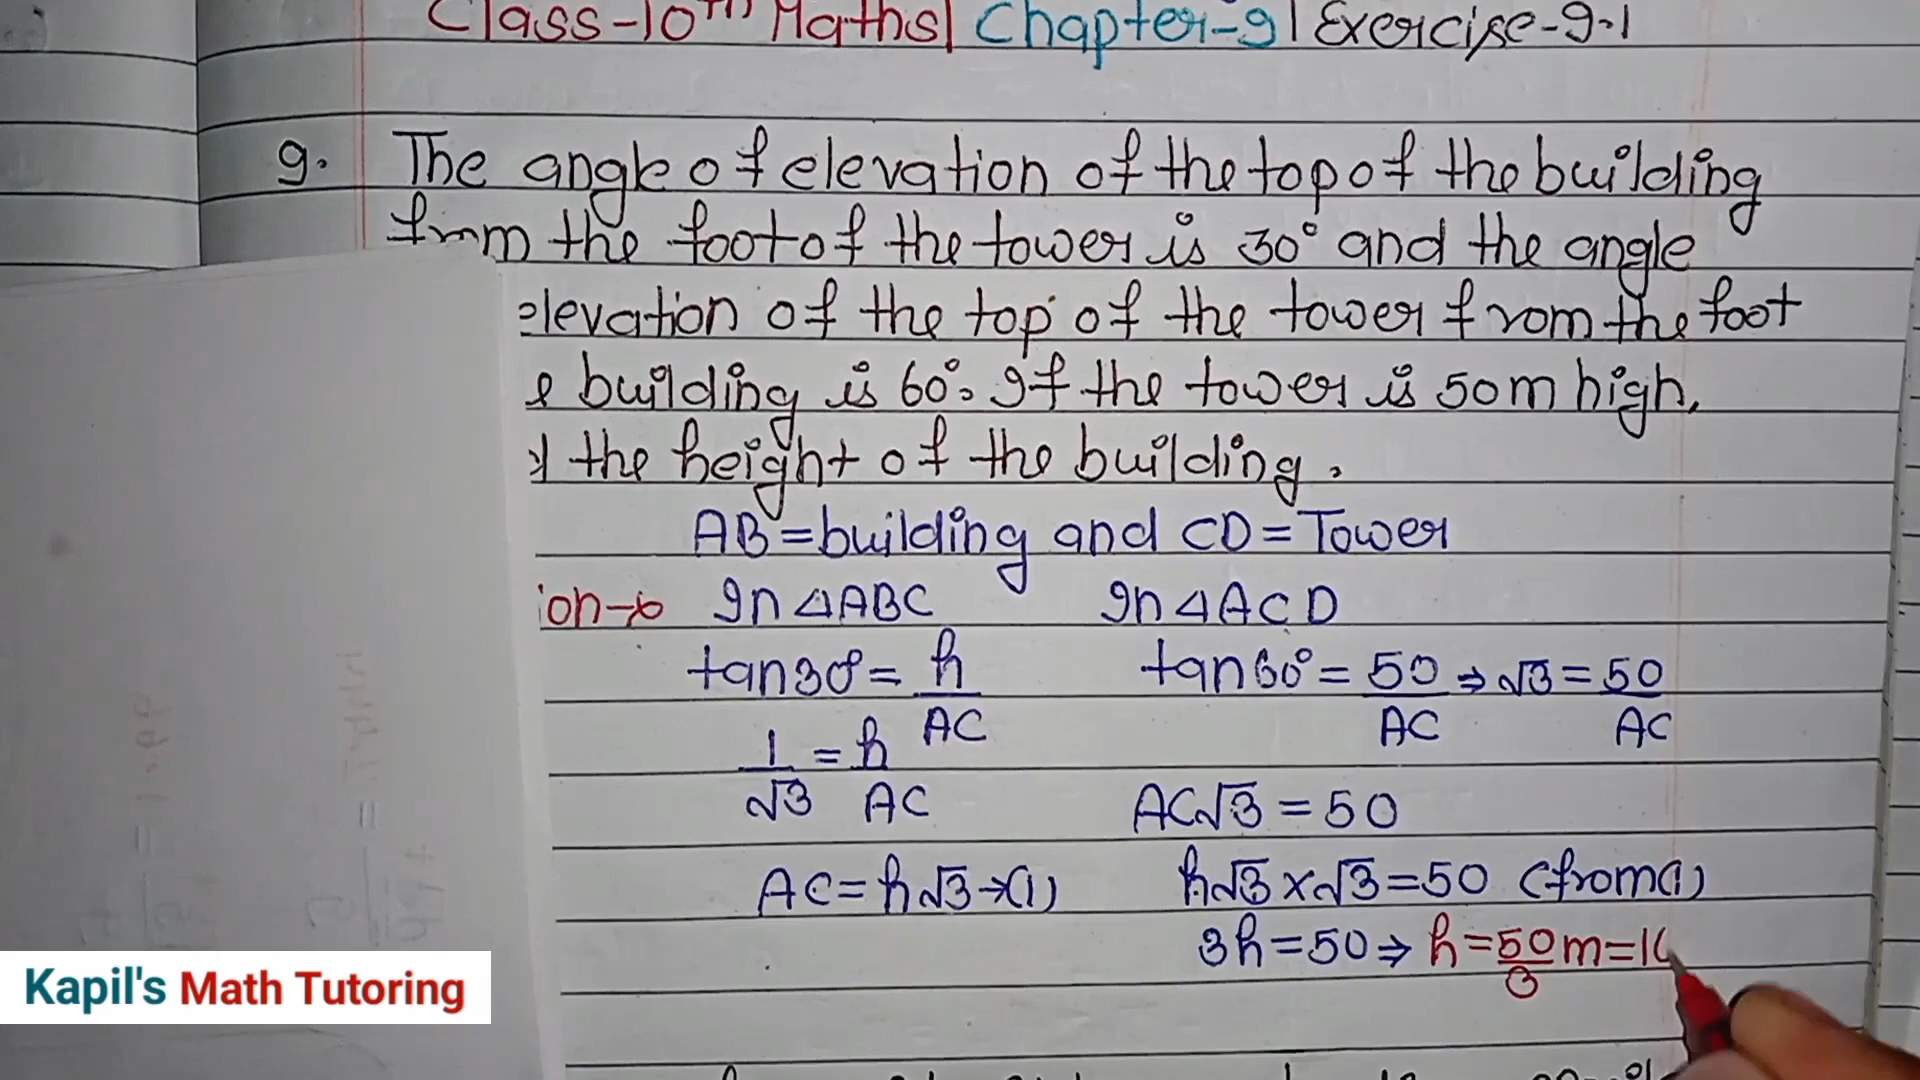 Class-10th Maths| Chapter-9| Exercise-9.1
9. The angle of elevation of the top of the building
from the foot of the tower is 30° and the angle
elevation of the top of the tower from the foot
building is 60°. If the tower is 50m high,
the height of the building.
AB=building and CD=Tower
ion→ In △ABC In △ACD
tan30°= h/AC tan60°= 50/AC ⇒ √3 = 50/AC
1/√3 = h/AC
AC√3 = 50
AC = h√3→(1) h√3 x √3 = 50 (from(1))
3h = 50 ⇒ h = 50/3 m = 16
Kapil's Math Tutoring